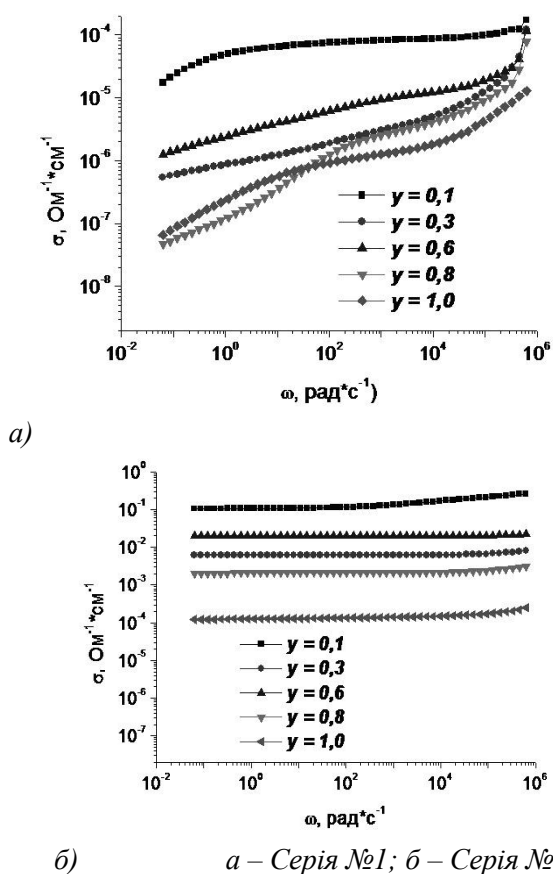 10⁻⁴
10⁻⁵
10⁻⁶
10⁻⁷
10⁻⁸
σ, Ом⁻¹*см⁻¹
y = 0,1
y = 0,3
y = 0,6
y = 0,8
y = 1,0
10⁻² 10⁰ 10² 10⁴ 10⁶
ω, рад*с⁻¹)
а)
10⁰
10⁻¹
10⁻²
10⁻³
10⁻⁴
10⁻⁵
10⁻⁶
10⁻⁷
σ, Ом⁻¹*см⁻¹
y = 0,1
y = 0,3
y = 0,6
y = 0,8
y = 1,0
10⁻² 10⁰ 10² 10⁴ 10⁶
ω, рад*с⁻¹
б) а – Серія №1; б – Серія №